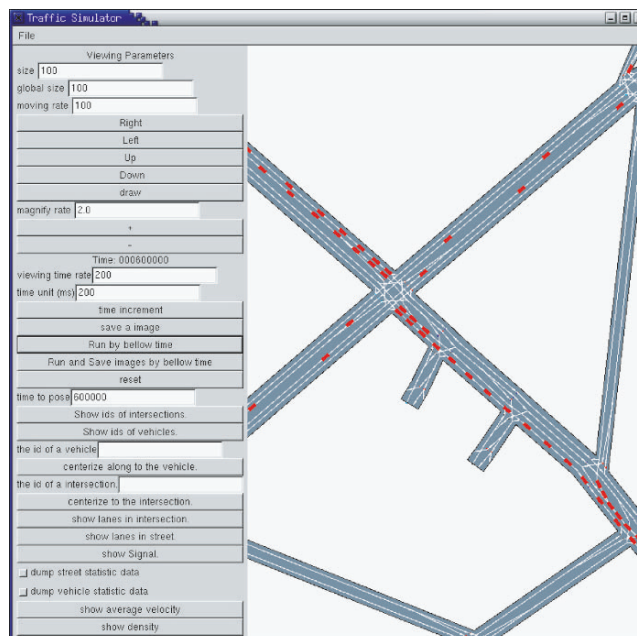 Traffic Simulator
File
Viewing Parameters
size 100
global size 100
moving rate 100
Right
Left
Up
Down
draw
magnify rate 2.0
+
-
Time: 000600000
viewing time rate 200
time unit (ms) 200
time increment
save a image
Run by bellow time
Run and Save images by bellow time
reset
time to pose 600000
Show ids of intersections.
Show ids of vehicles.
the id of a vehicle
centerize along to the vehicle.
the id of a intersection.
centerize to the intersection.
show lanes in intersection.
show lanes in street.
show Signal.
dump street statistic data
dump vehicle statistic data
show average velocity
show density